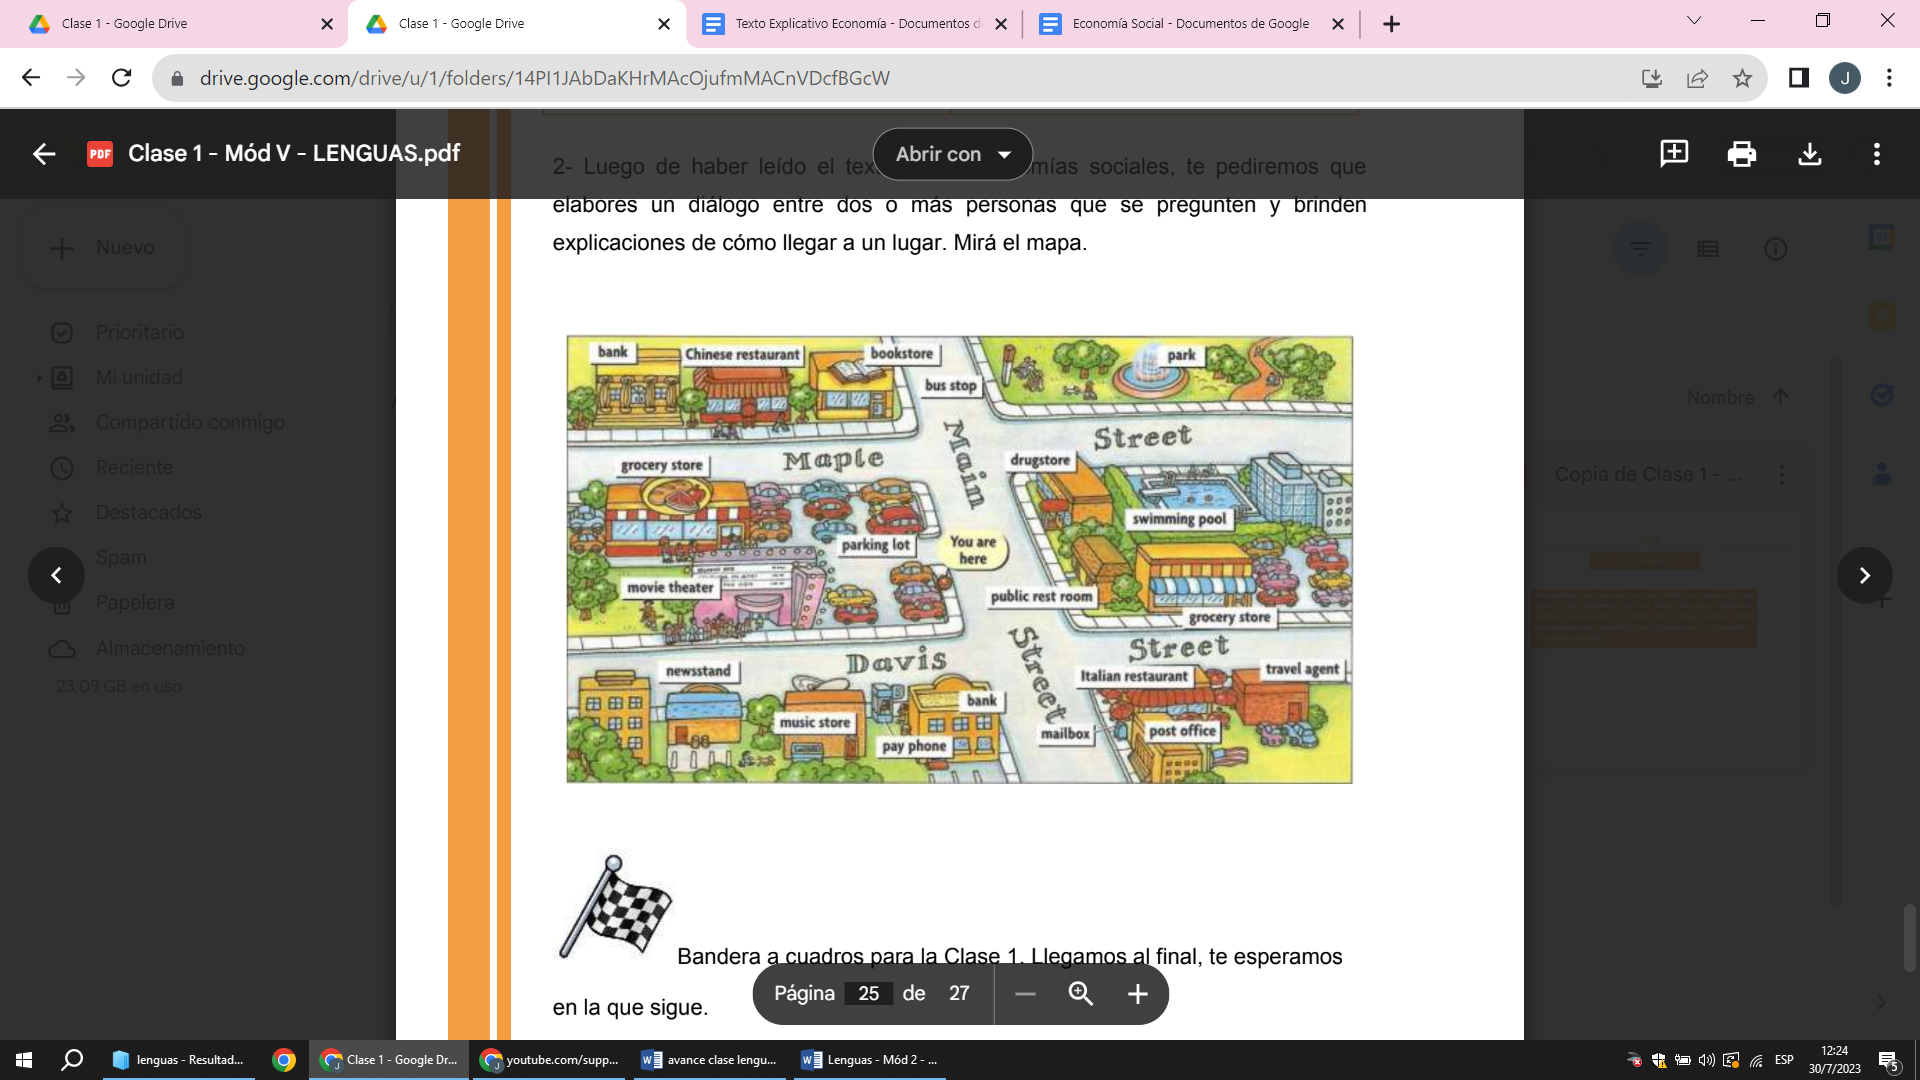 Clase 1 - Google Drive
Clase 1 - Google Drive
Texto Explicativo Economía - Documentos d
Economía Social - Documentos de Google
drive.google.com/drive/u/1/folders/14PI1JAbDaKHrMAcOjufmMACnVDcfBGcW
J
PDF
Clase 1 - Mód V - LENGUAS.pdf
Abrir con
2- Luego de haber leído el mías sociales, te pediremos que
elabores un diálogo entre dos o más personas que se pregunten y brinden
explicaciones de cómo llegar a un lugar. Mirá el mapa.
Nuevo
Prioritario
Mi unidad
Compartido conmigo
Reciente
Destacados
Spam
Papelera
Almacenamiento
23,09 GB en uso
Nombre
Copia de Clase 1 - ...
bank
Chinese restaurant
bookstore
park
bus stop
Main
Street
Maple
grocery store
drugstore
swimming pool
parking lot
You are
here
movie theater
public rest room
grocery store
Street
Street
Davis
newsstand
Italian restaurant
travel agent
bank
music store
mailbox
post office
pay phone
Bandera a cuadros para la Clase 1. Llegamos al final, te esperamos
en la que sigue.
Página 25 de 27
lenguas - Resultad...
Clase 1 - Google Dr...
youtube.com/supp...
avance clase lengu...
Lenguas - Mód 2 - ...
ESP
12:24
30/7/2023
5